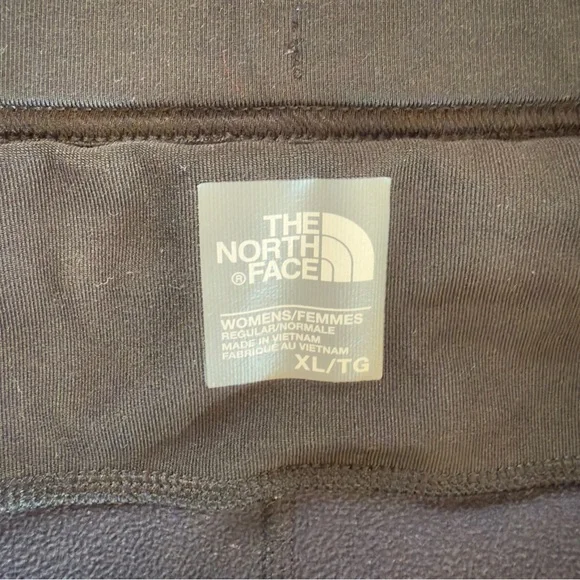 THE
NORTH
® FACE
WOMENS/FEMMES
REGULAR/NORMALE
MADE IN VIETNAM
FABRIQUÉ AU VIETNAM
XL/TG